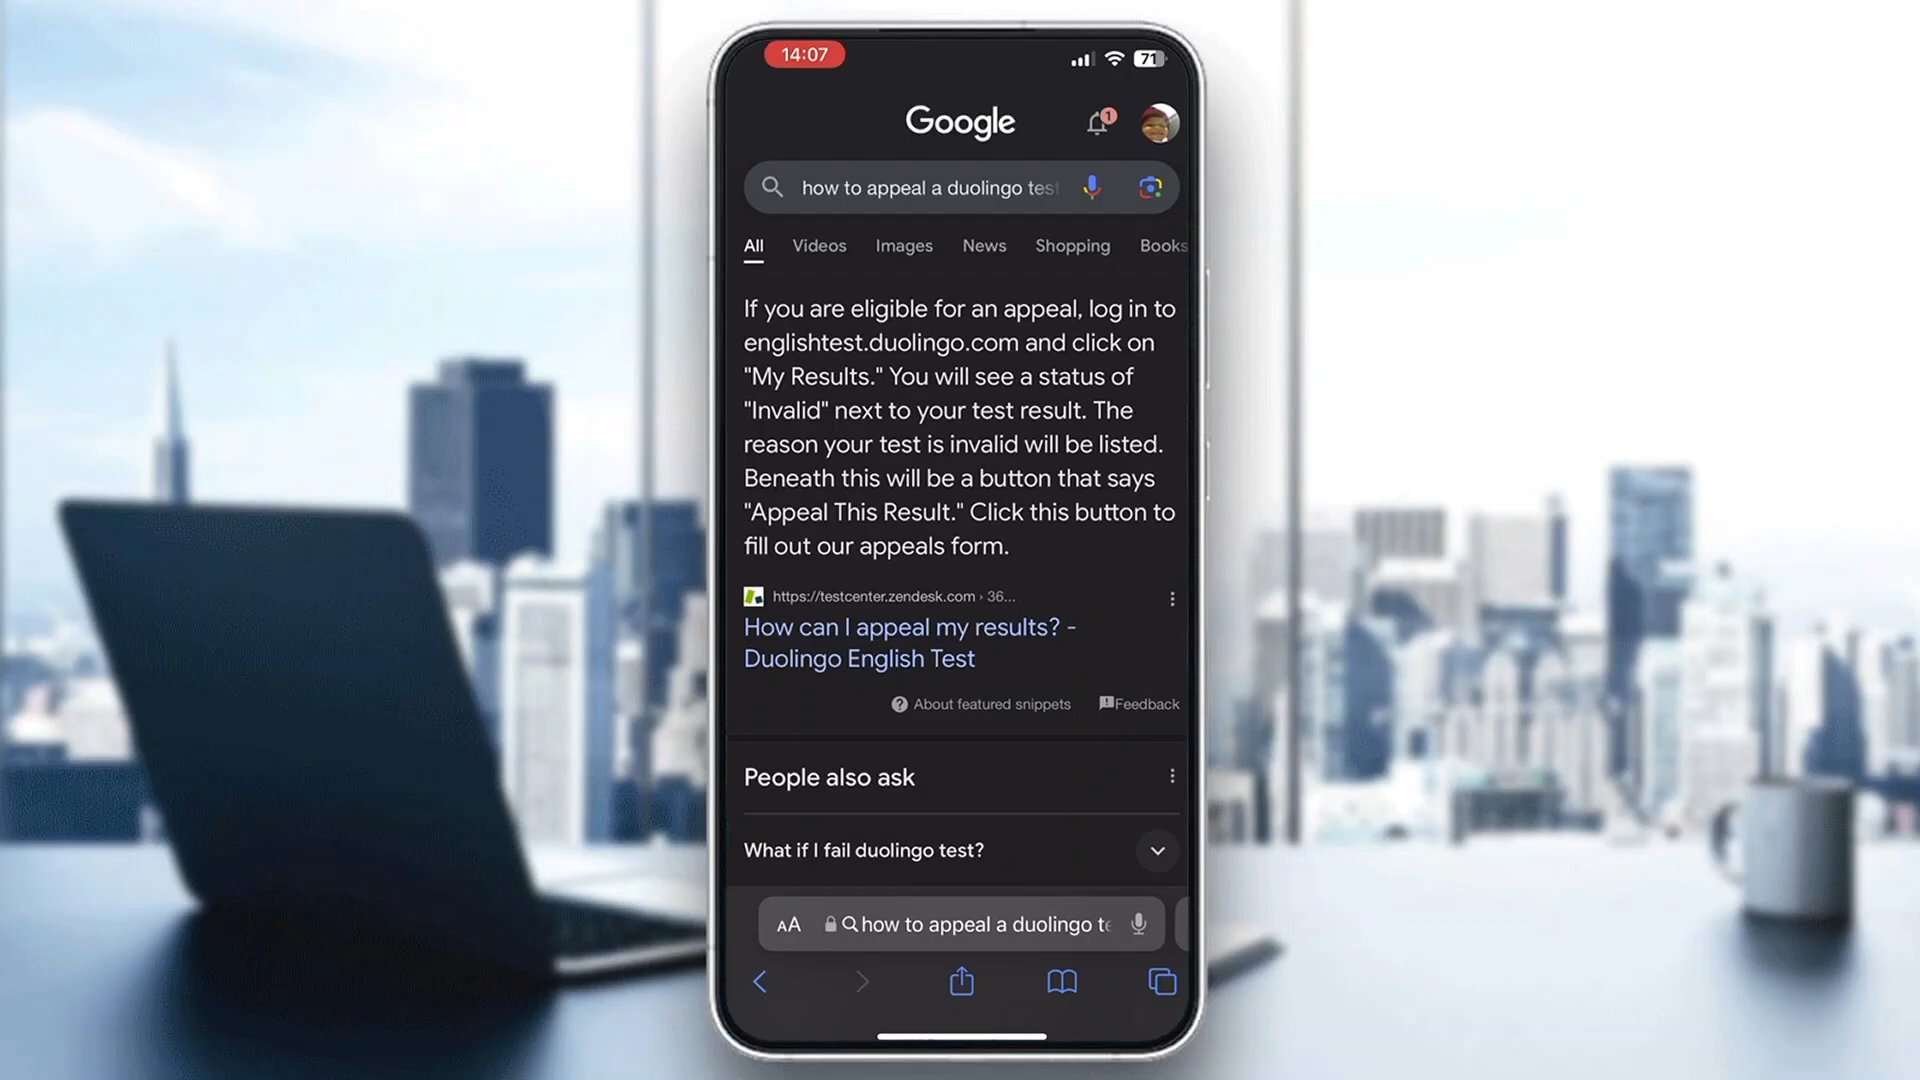 14:07
71
Google
1
how to appeal a duolingo test
All Videos Images News Shopping Books
If you are eligible for an appeal, log in to
englishtest.duolingo.com and click on
"My Results." You will see a status of
"Invalid" next to your test result. The
reason your test is invalid will be listed.
Beneath this will be a button that says
"Appeal This Result." Click this button to
fill out our appeals form.
https://testcenter.zendesk.com › 36...
How can I appeal my results? -
Duolingo English Test
About featured snippets Feedback
People also ask
What if I fail duolingo test?
AA how to appeal a duolingo te